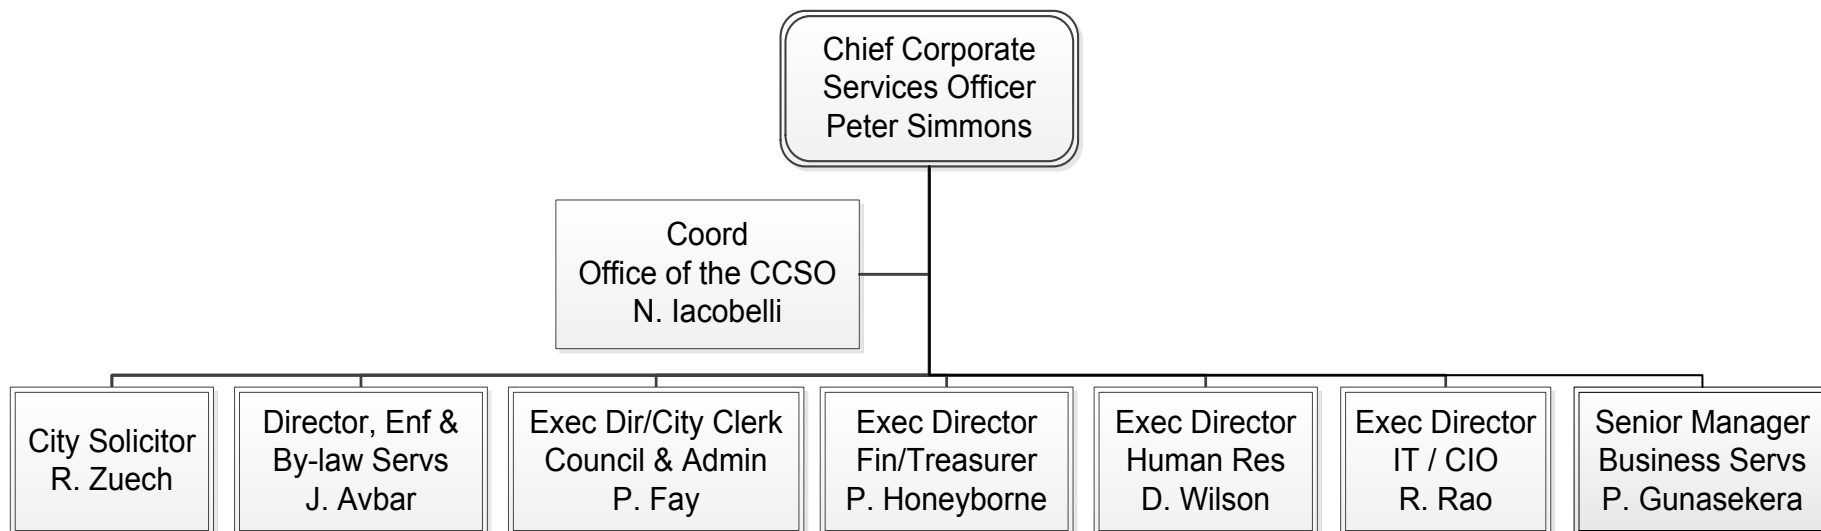 Chief Corporate
Services Officer
Peter Simmons
Coord
Office of the CCSO
N. Iacobelli
City Solicitor
R. Zuech
Director, Enf &
By-law Servs
J. Avbar
Exec Dir/City Clerk
Council & Admin
P. Fay
Exec Director
Fin/Treasurer
P. Honeyborne
Exec Director
Human Res
D. Wilson
Exec Director
IT / CIO
R. Rao
Senior Manager
Business Servs
P. Gunasekera